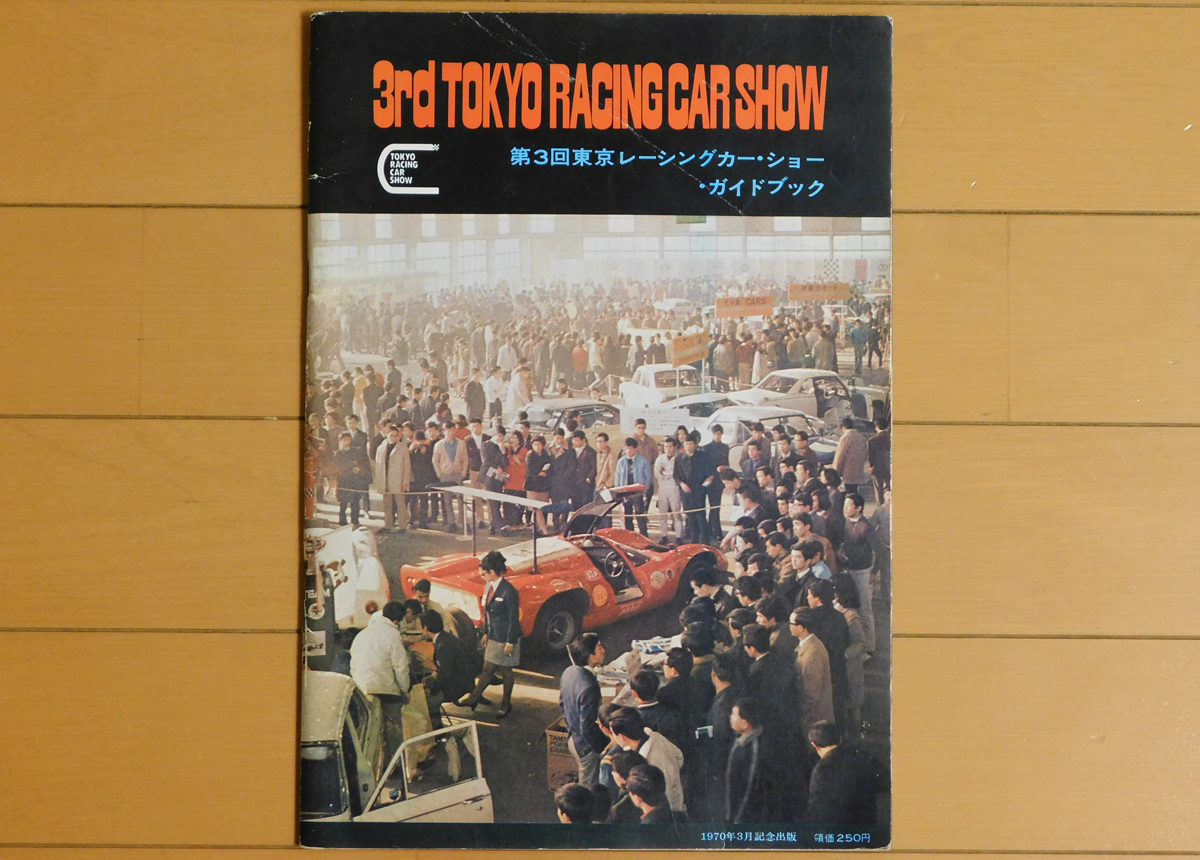 3rd TOKYO RACING CAR SHOW
TOKYO
RACING
CAR
SHOW
第3回東京レーシングカー・ショー
・ガイドブック
EVA CARS
TEAM
1970年3月記念出版 領価250円